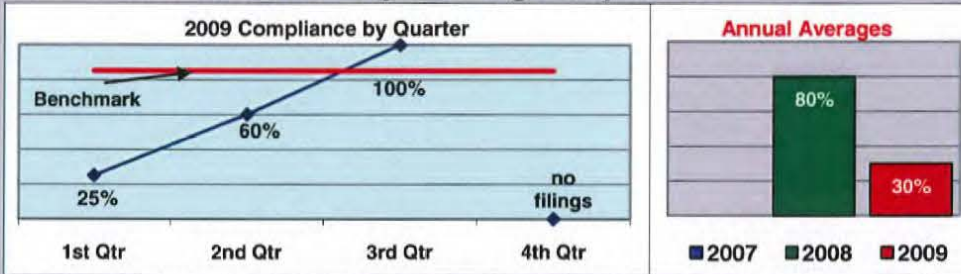 2009 Compliance by Quarter
Benchmark
100%
60%
25%
no
filings
1st Qtr 2nd Qtr 3rd Qtr 4th Qtr
Annual Averages
80%
30%
2007 2008 2009